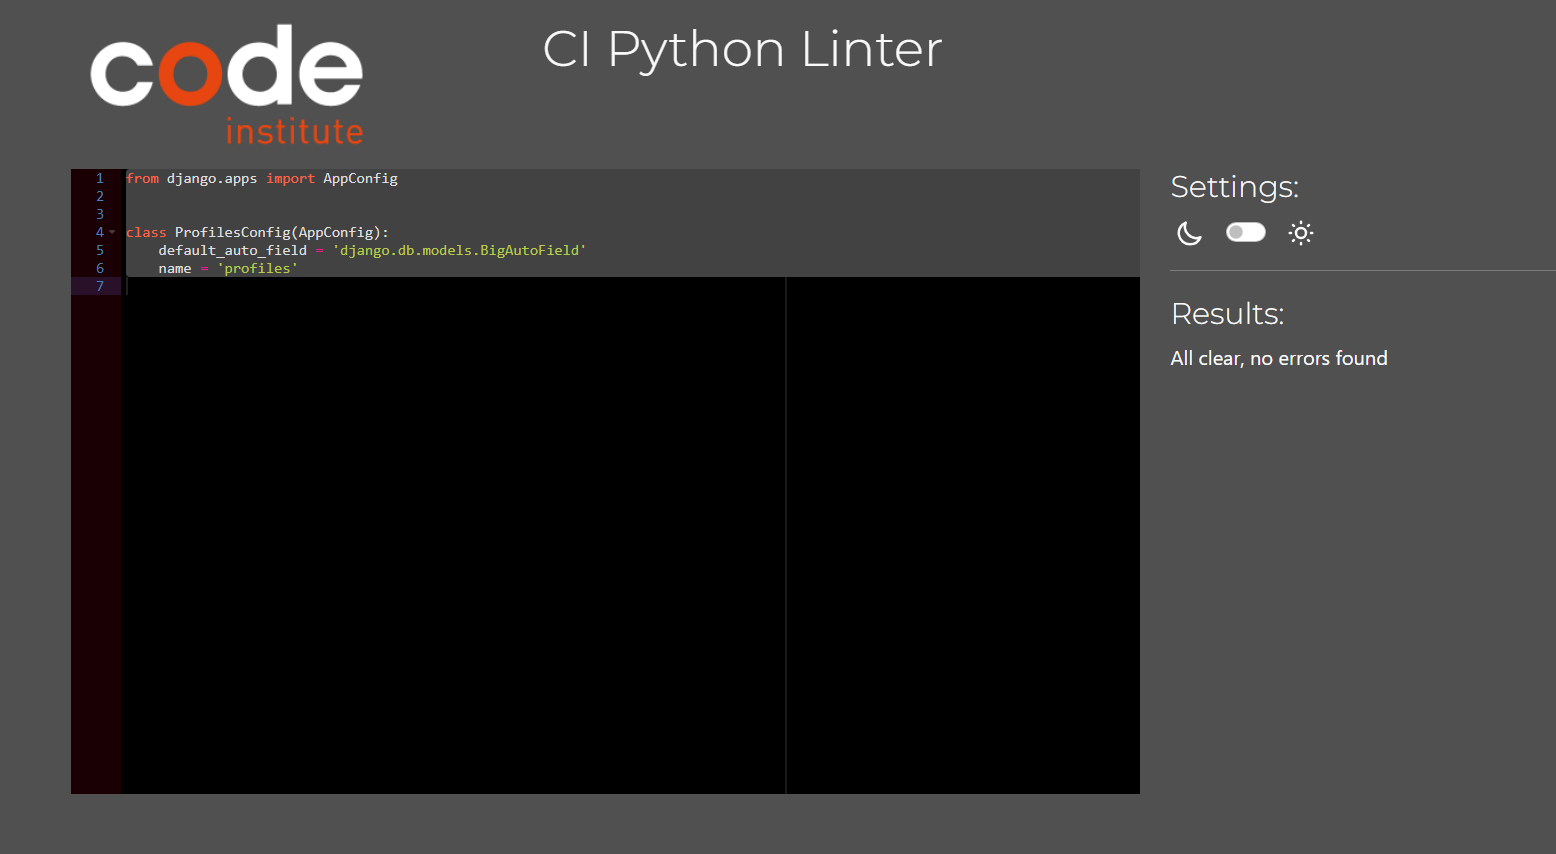 code
institute
CI Python Linter
1 from django.apps import AppConfig
2
3
4 class ProfilesConfig(AppConfig):
5     default_auto_field = 'django.db.models.BigAutoField'
6     name = 'profiles'
7
Settings:
Results:
All clear, no errors found